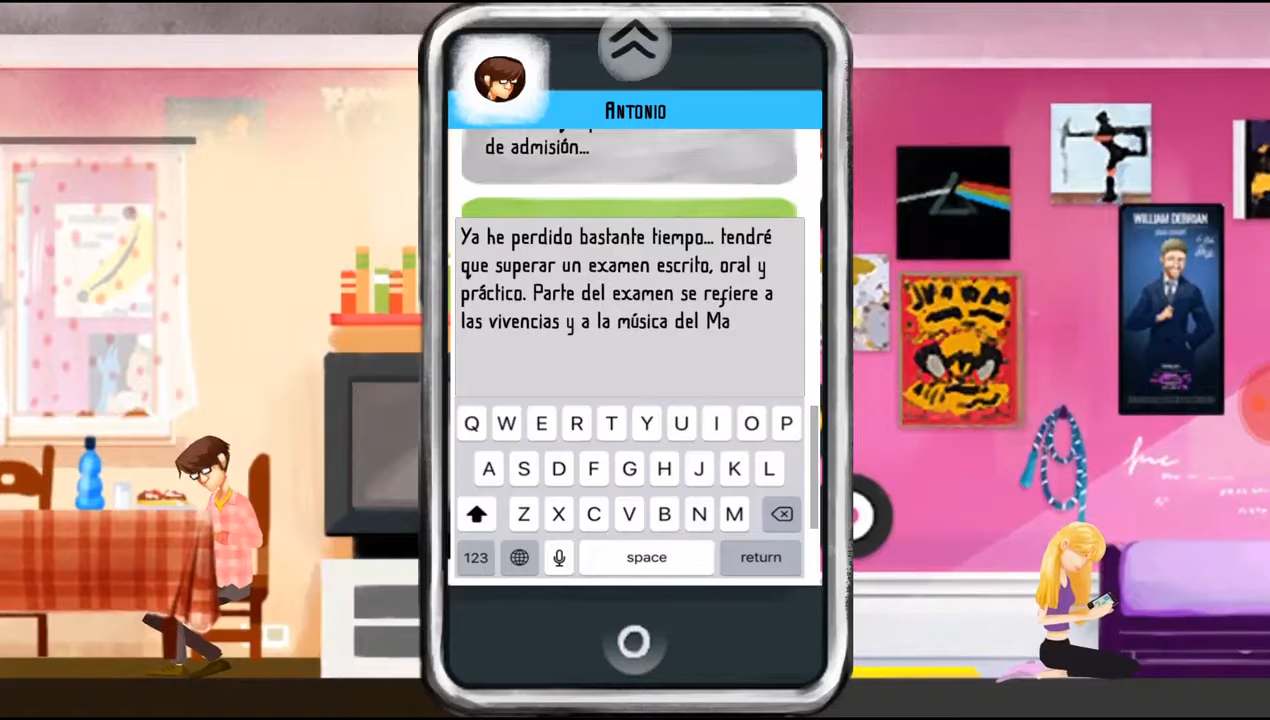 Antonio
de admisión...
Ya he perdido bastante tiempo... tendré
que superar un examen escrito, oral y
práctico. Parte del examen se refiere a
las vivencias y a la música del Ma
Q W E R T Y U I O P
A S D F G H J K L
Z X C V B N M
123 space return
WILLIAM DEBRIAN